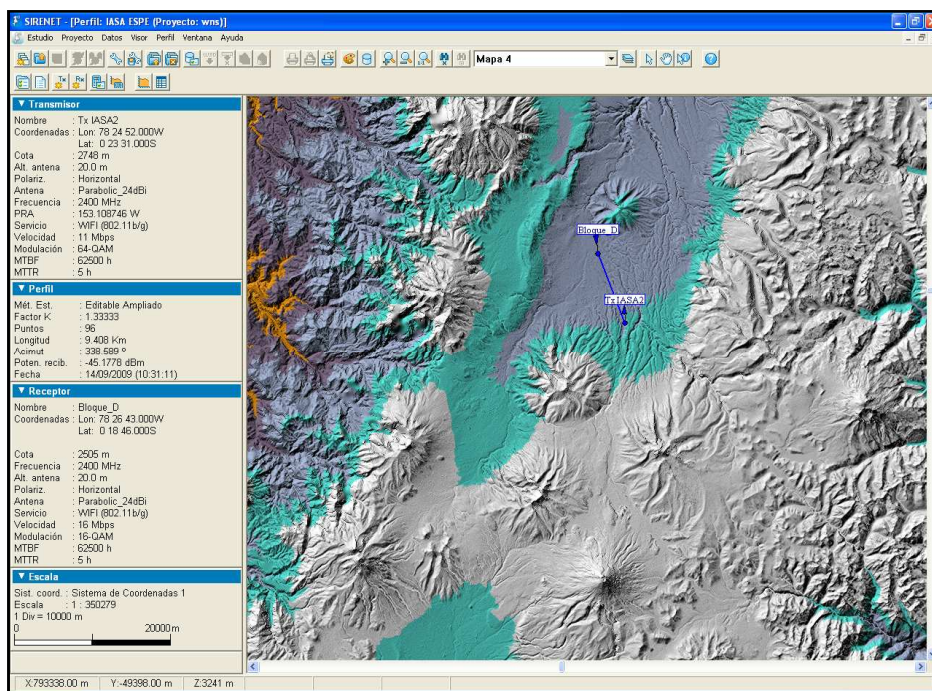 SIRENET - [Perfil: IASA ESPE (Proyecto: wns)]
Estudio Proyecto Datos Visor Perfil Ventana Ayuda
Mapa 4
Transmisor
Nombre : Tx IASA2
Coordenadas : Lon: 78 24 52.000W
Lat: 0 23 31.000S
Cota : 2748 m
Alt. antena : 20.0 m
Polariz. : Horizontal
Antena : Parabolic_24dBi
Frecuencia : 2400 MHz
PRA : 153.108746 W
Servicio : WIFI (802.11b/g)
Velocidad : 11 Mbps
Modulación : 64-QAM
MTBF : 62500 h
MTTR : 5 h
Perfil
Mét. Est. : Editable Ampliado
Factor K : 1.33333
Puntos : 96
Longitud : 9.408 Km
Acimut : 338.589 º
Poten. recib. : -45.1778 dBm
Fecha : 14/09/2009 (10:31:11)
Receptor
Nombre : Bloque_D
Coordenadas : Lon: 78 26 43.000W
Lat: 0 18 46.000S
Cota : 2505 m
Frecuencia : 2400 MHz
Alt. antena : 20.0 m
Polariz. : Horizontal
Antena : Parabolic_24dBi
Servicio : WIFI (802.11b/g)
Velocidad : 16 Mbps
Modulación : 16-QAM
MTBF : 62500 h
MTTR : 5 h
Escala
Sist. coord. : Sistema de Coordenadas 1
Escala : 1 : 350279
1 Div = 10000 m
0 20000m
Bloque_D
Tx IASA2
X:793338.00 m Y:-49398.00 m Z:3241 m